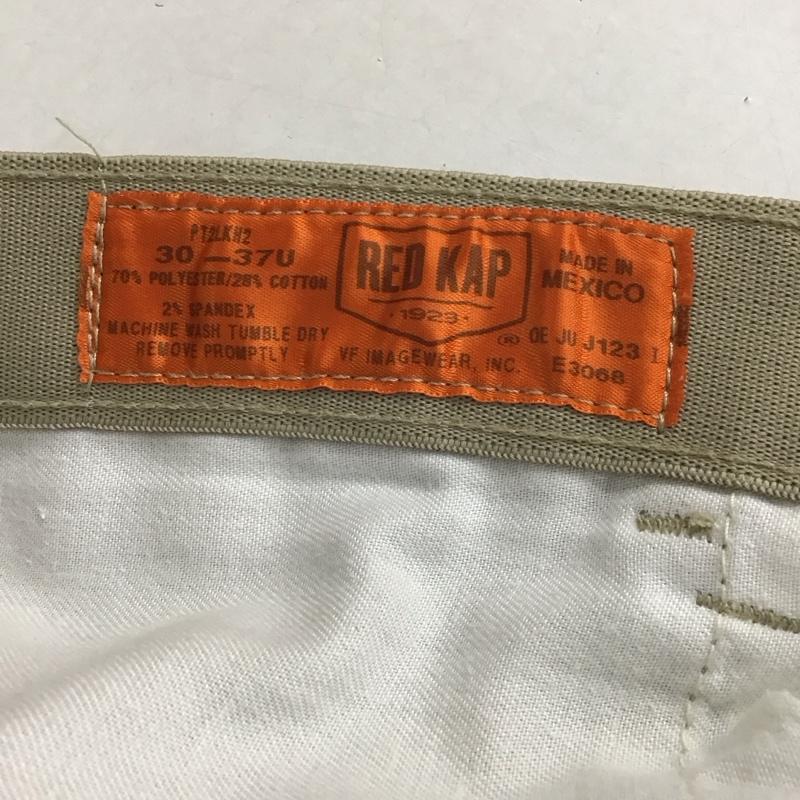 PT2LKH2
30 — 37U
70% POLYESTER/28% COTTON
2% SPANDEX
MACHINE WASH TUMBLE DRY
REMOVE PROMPTLY
RED KAP
·1923·
®
VF IMAGEWEAR, INC.
MADE IN
MEXICO
OE JU J123 1
E3068